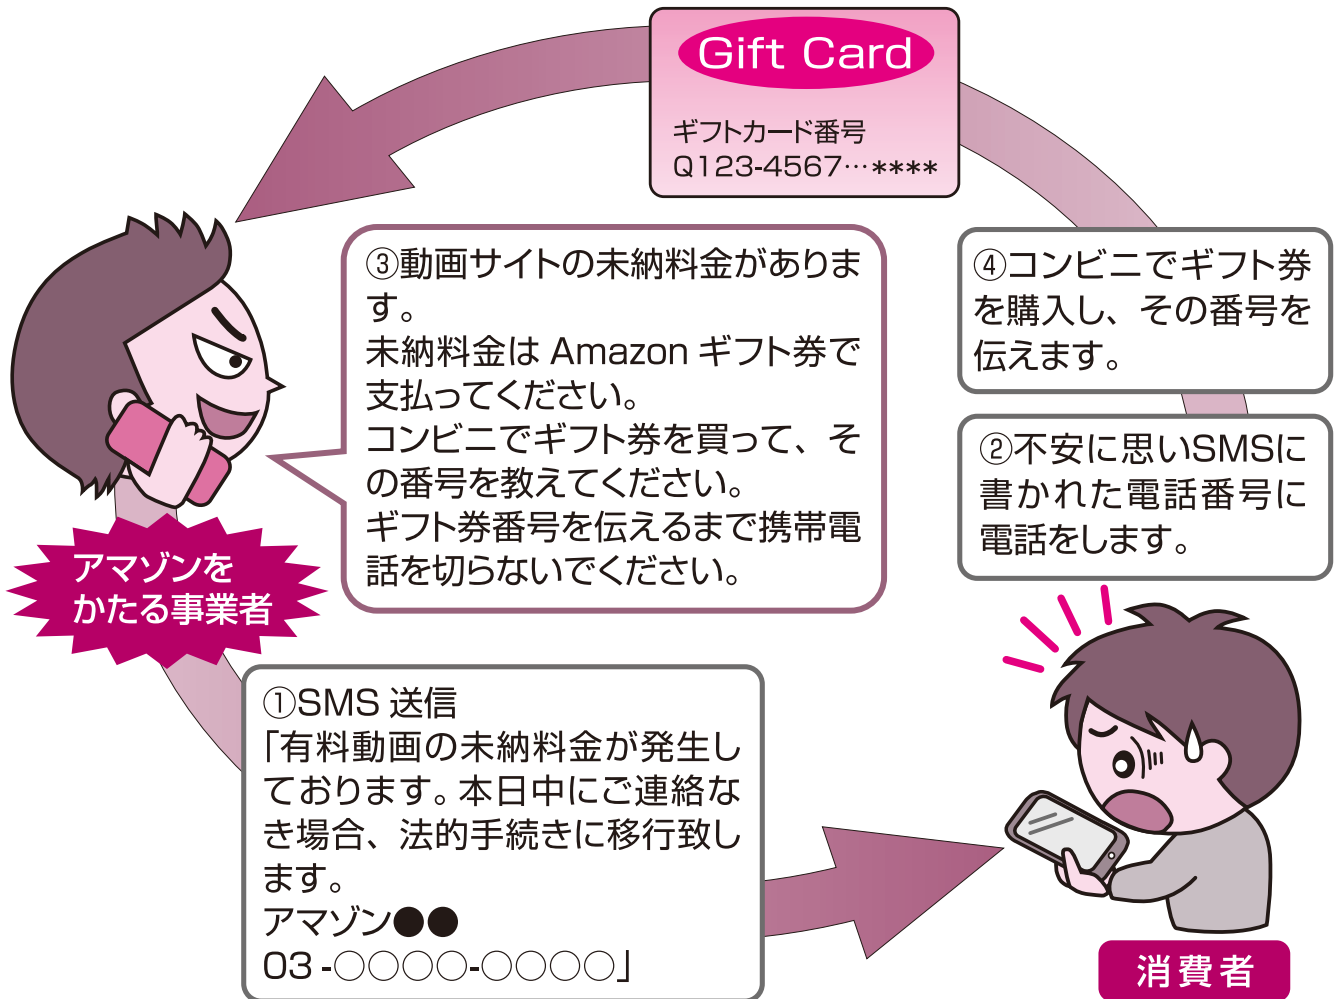 Gift Card
ギフトカード番号
Q123-4567…****
③動画サイトの未納料金がありま
す。
未納料金は Amazon ギフト券で
支払ってください。
コンビニでギフト券を買って、そ
の番号を教えてください。
ギフト券番号を伝えるまで携帯電
話を切らないでください。
④コンビニでギフト券
を購入し、その番号を
伝えます。
②不安に思いSMSに
書かれた電話番号に
電話をします。
アマゾンを
かたる事業者
①SMS 送信
「有料動画の未納料金が発生し
ております。本日中にご連絡な
き場合、法的手続きに移行致し
ます。
アマゾン●●
03-○○○○-○○○○」
消費者